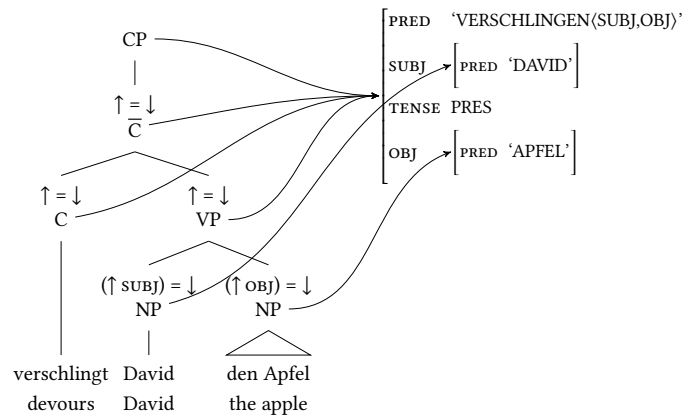 PRED ‘VERSCHLINGEN⟨SUBJ,OBJ⟩’
CP
SUBJ [PRED ‘DAVID’]
TENSE PRES
↑ = ↓
C̅
OBJ [PRED ‘APFEL’]
↑ = ↓ ↑ = ↓
C VP
(↑ SUBJ) = ↓ (↑ OBJ) = ↓
NP NP
verschlingt David den Apfel
devours David the apple